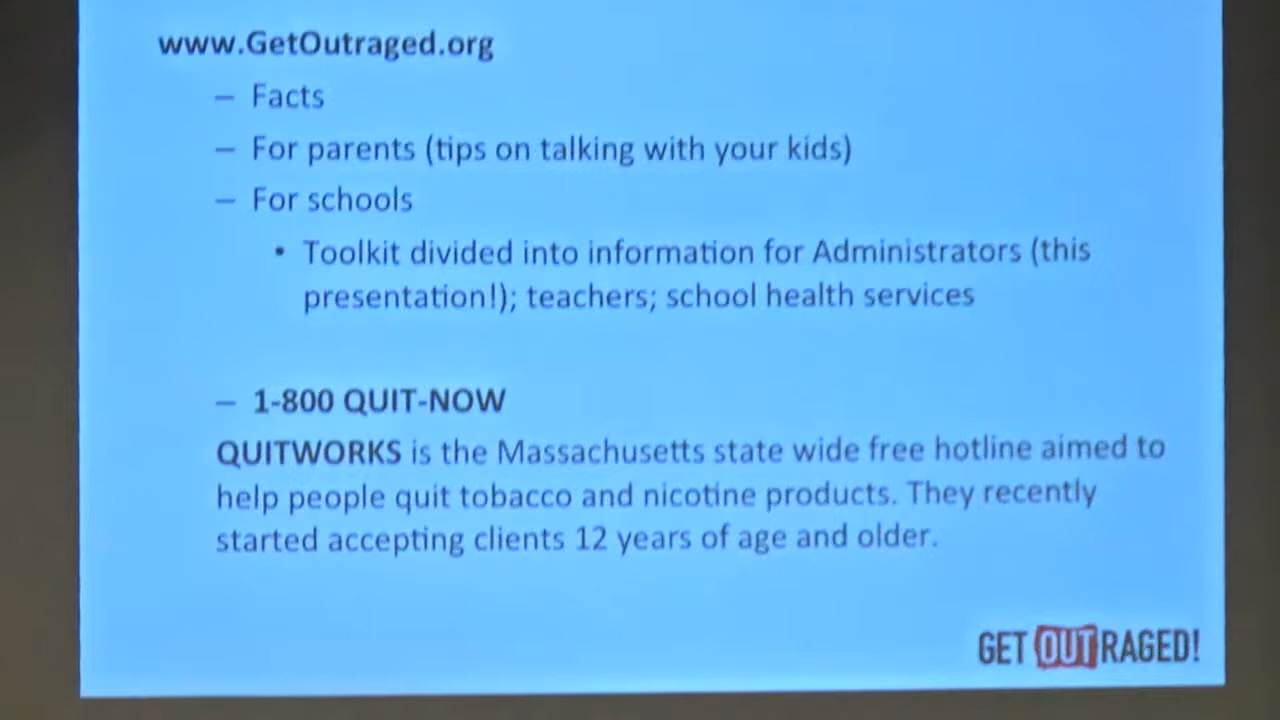 www.GetOutraged.org
– Facts
– For parents (tips on talking with your kids)
– For schools
• Toolkit divided into information for Administrators (this
presentation!); teachers; school health services
– 1-800 QUIT-NOW
QUITWORKS is the Massachusetts state wide free hotline aimed to
help people quit tobacco and nicotine products. They recently
started accepting clients 12 years of age and older.
GET OUTRAGED!